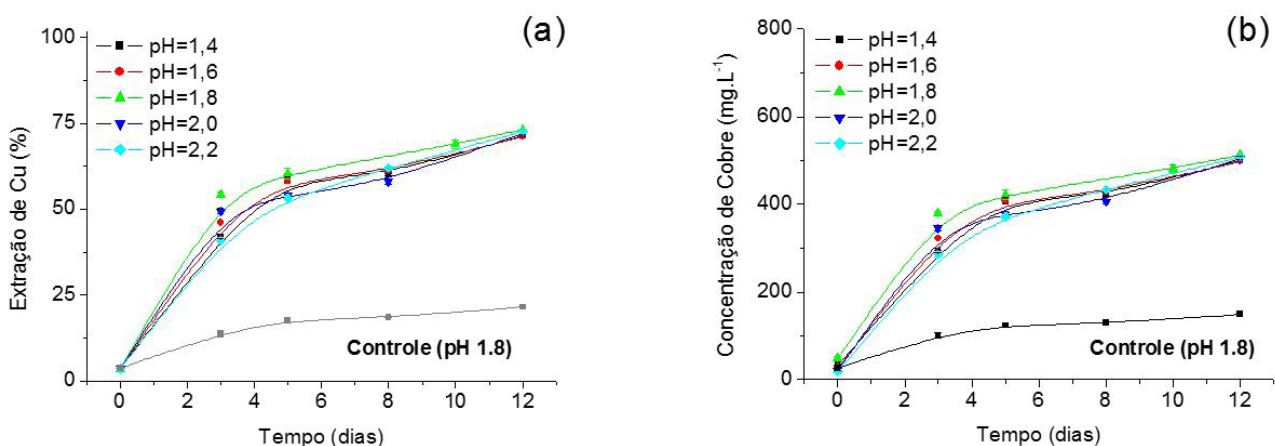 (a)
100
75
50
25
0
Extração de Cu (%)
pH=1,4
pH=1,6
pH=1,8
pH=2,0
pH=2,2
Controle (pH 1.8)
0 2 4 6 8 10 12
Tempo (dias)
(b)
800
600
400
200
0
Concentração de Cobre (mg.L-1)
pH=1,4
pH=1,6
pH=1,8
pH=2,0
pH=2,2
Controle (pH 1.8)
0 2 4 6 8 10 12
Tempo (dias)